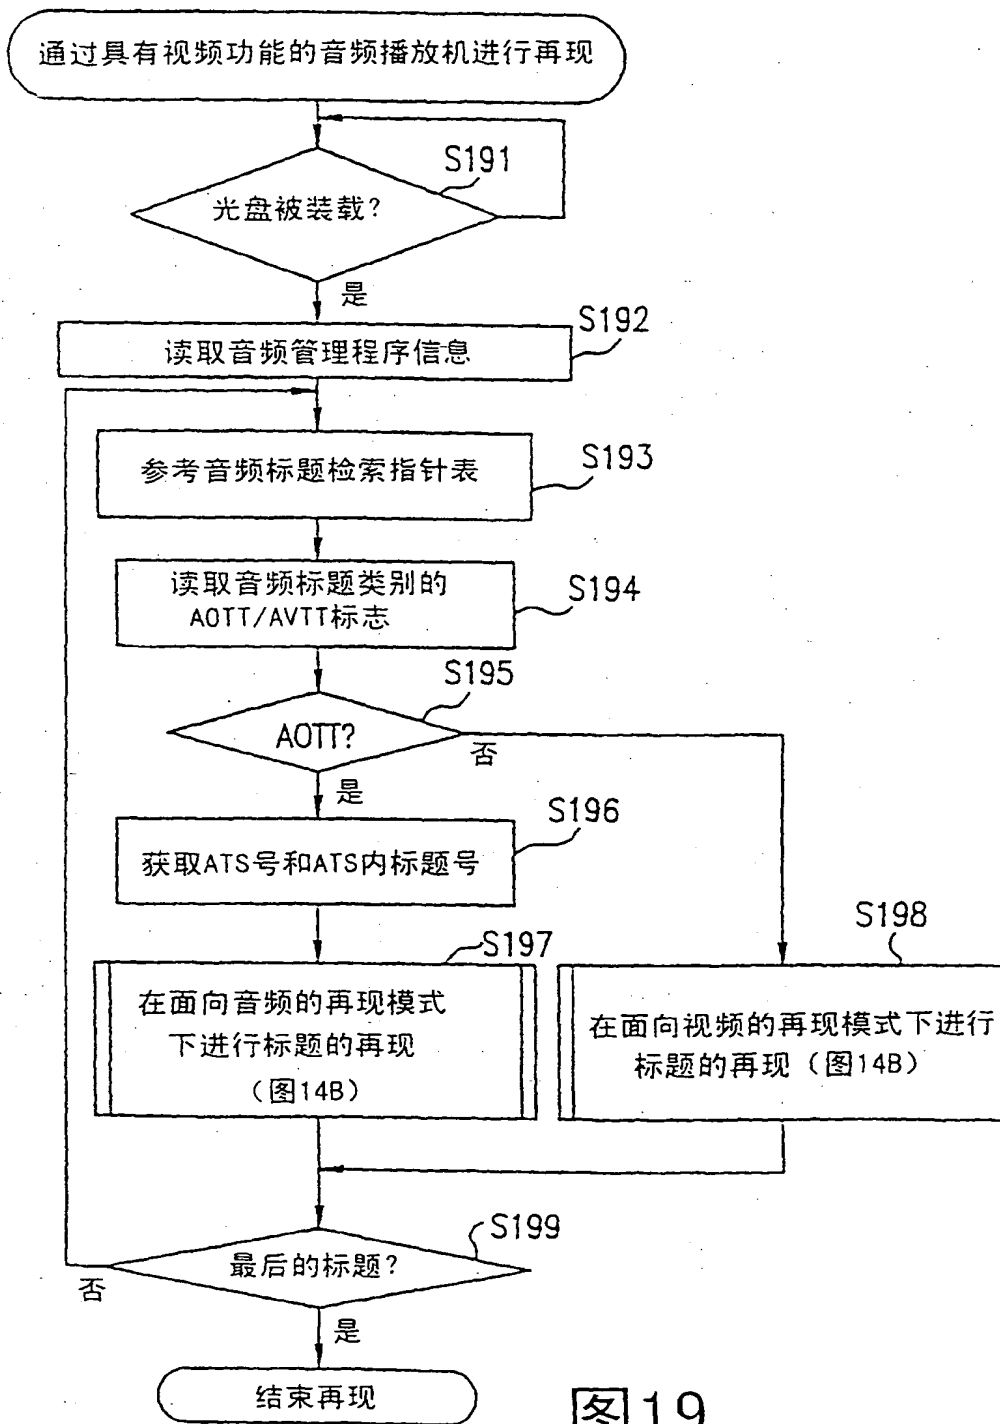 通过具有视频功能的音频播放机进行再现
S191
光盘被装载?
是
S192
读取音频管理程序信息
S193
参考音频标题检索指针表
S194
读取音频标题类别的
AOTT/AVTT标志
S195
AOTT?
否
是
S196
获取ATS号和ATS内标题号
S197
在面向音频的再现模式
下进行标题的再现
(图14B)
S198
在面向视频的再现模式下进行
标题的再现(图14B)
S199
最后的标题?
否
是
结束再现
图19